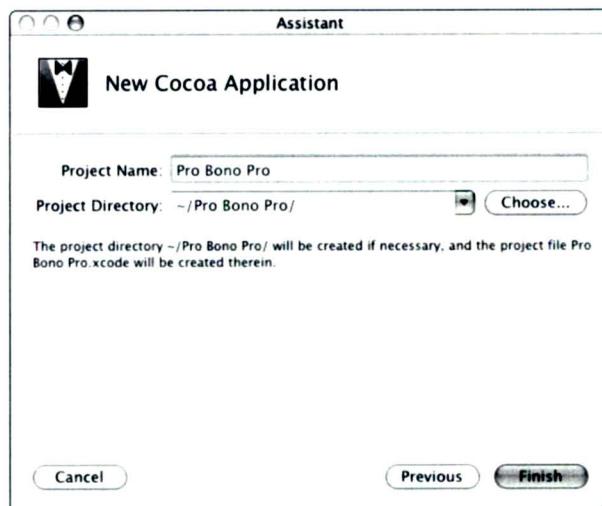 Assistant
New Cocoa Application
Project Name: Pro Bono Pro
Project Directory: ~/Pro Bono Pro/ Choose...
The project directory ~/Pro Bono Pro/ will be created if necessary, and the project file Pro
Bono Pro.xcode will be created therein.
Cancel Previous Finish